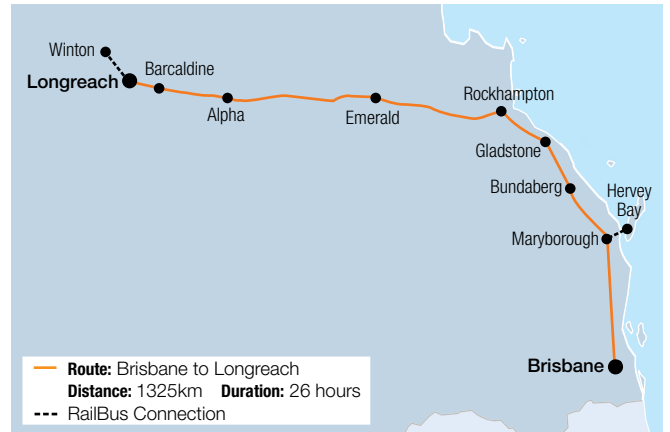 Winton
Longreach
Barcaldine
Alpha
Emerald
Rockhampton
Gladstone
Bundaberg
Hervey
Bay
Maryborough
Brisbane
Route: Brisbane to Longreach
Distance: 1325km Duration: 26 hours
RailBus Connection